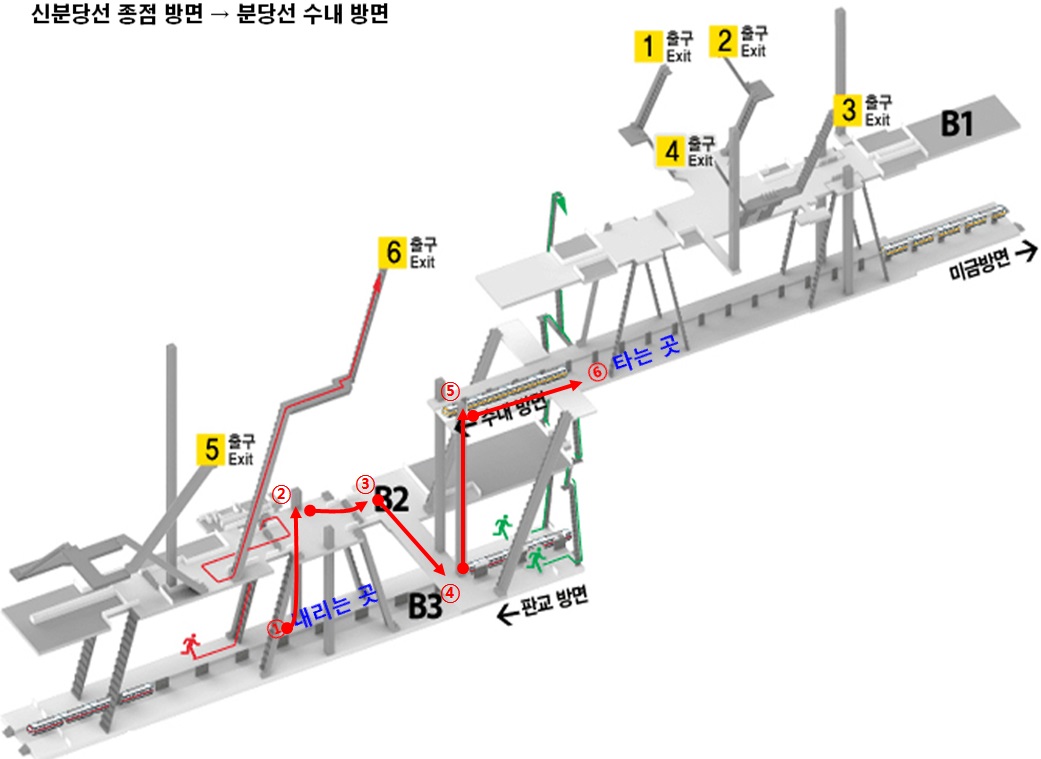 신분당선 종점 방면 → 분당선 수내 방면
1 출구
Exit
2 출구
Exit
3 출구
Exit
4 출구
Exit
B1
미금방면 →
6 출구
Exit
⑥ 타는 곳
⑤
← 수내 방면
5 출구
Exit
②
③
B2
④
① 내리는 곳
B3
← 판교 방면